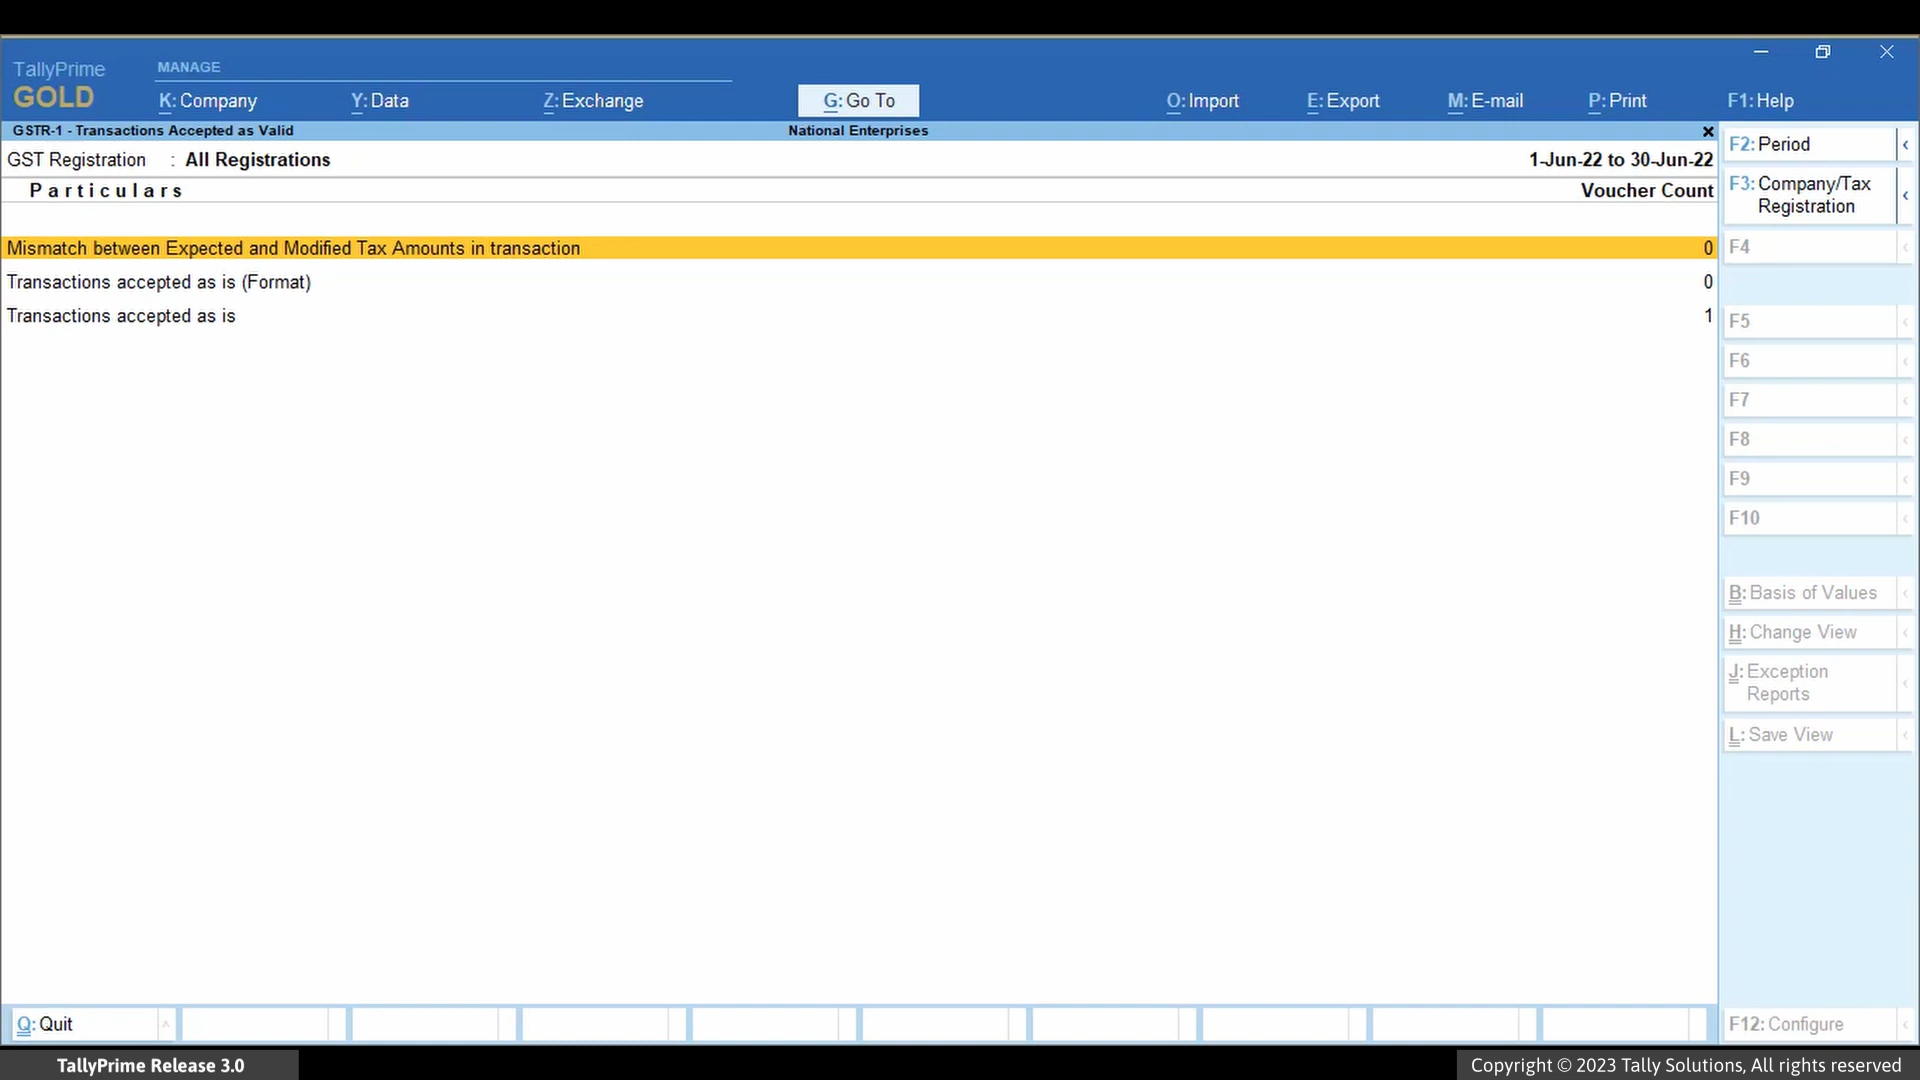 TallyPrime
GOLD
MANAGE
K: Company
Y: Data
Z: Exchange
G: Go To
O: Import
E: Export
M: E-mail
P: Print
F1: Help
GSTR-1 - Transactions Accepted as Valid
National Enterprises
GST Registration : All Registrations
1-Jun-22 to 30-Jun-22
Particulars
Voucher Count
Mismatch between Expected and Modified Tax Amounts in transaction 0
Transactions accepted as is (Format) 0
Transactions accepted as is 1
F2: Period
F3: Company/Tax
Registration
F4
F5
F6
F7
F8
F9
F10
B: Basis of Values
H: Change View
J: Exception
Reports
L: Save View
F12: Configure
Q: Quit
TallyPrime Release 3.0
Copyright © 2023 Tally Solutions, All rights reserved